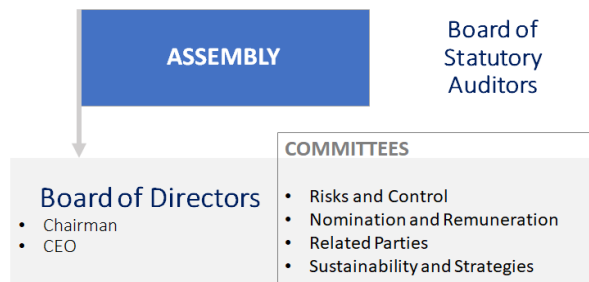 ASSEMBLY
Board of
Statutory
Auditors
COMMITTEES
Board of Directors
• Chairman
• CEO
• Risks and Control
• Nomination and Remuneration
• Related Parties
• Sustainability and Strategies